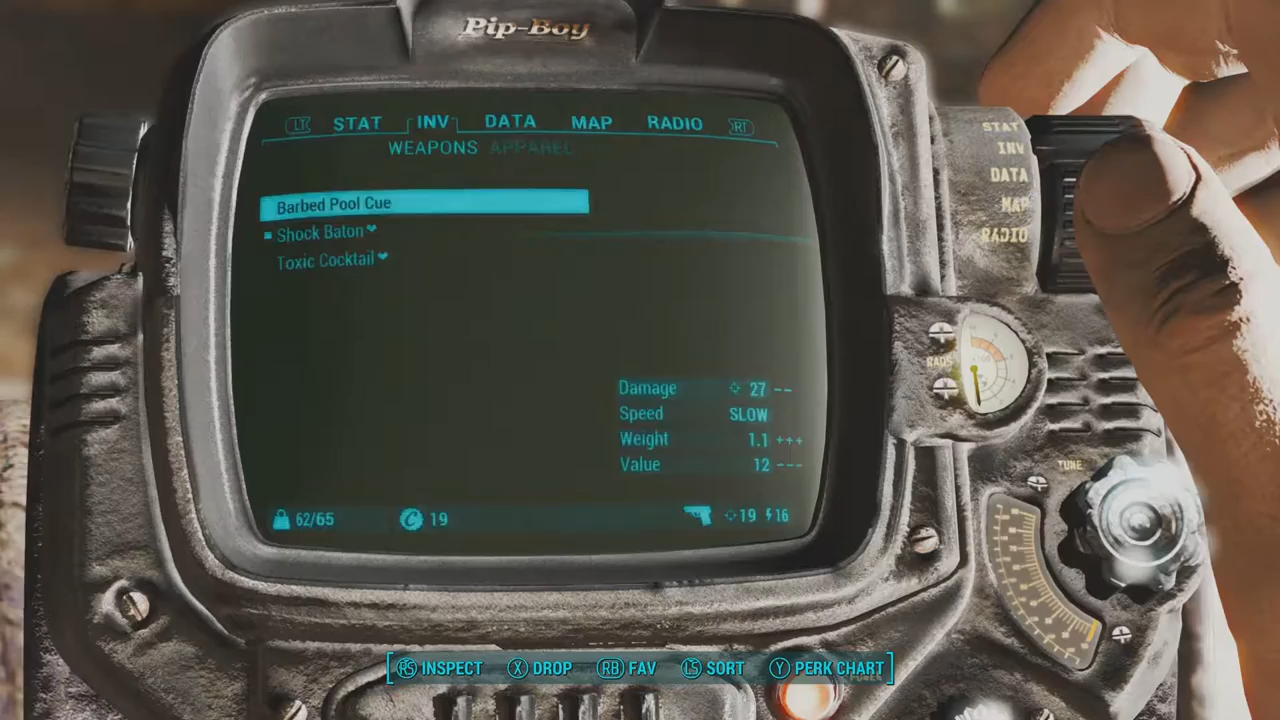 Pip-Boy
LT STAT INV DATA MAP RADIO RT
WEAPONS APPAREL
Barbed Pool Cue
Shock Baton
Toxic Cocktail
Damage 27 --
Speed SLOW
Weight 1.1 +++
Value 12 ---
62/65 19 19 16
STAT
INV
DATA
MAP
RADIO
RADS
TUNE
RS INSPECT X DROP RB FAV LS SORT Y PERK CHART
POWER